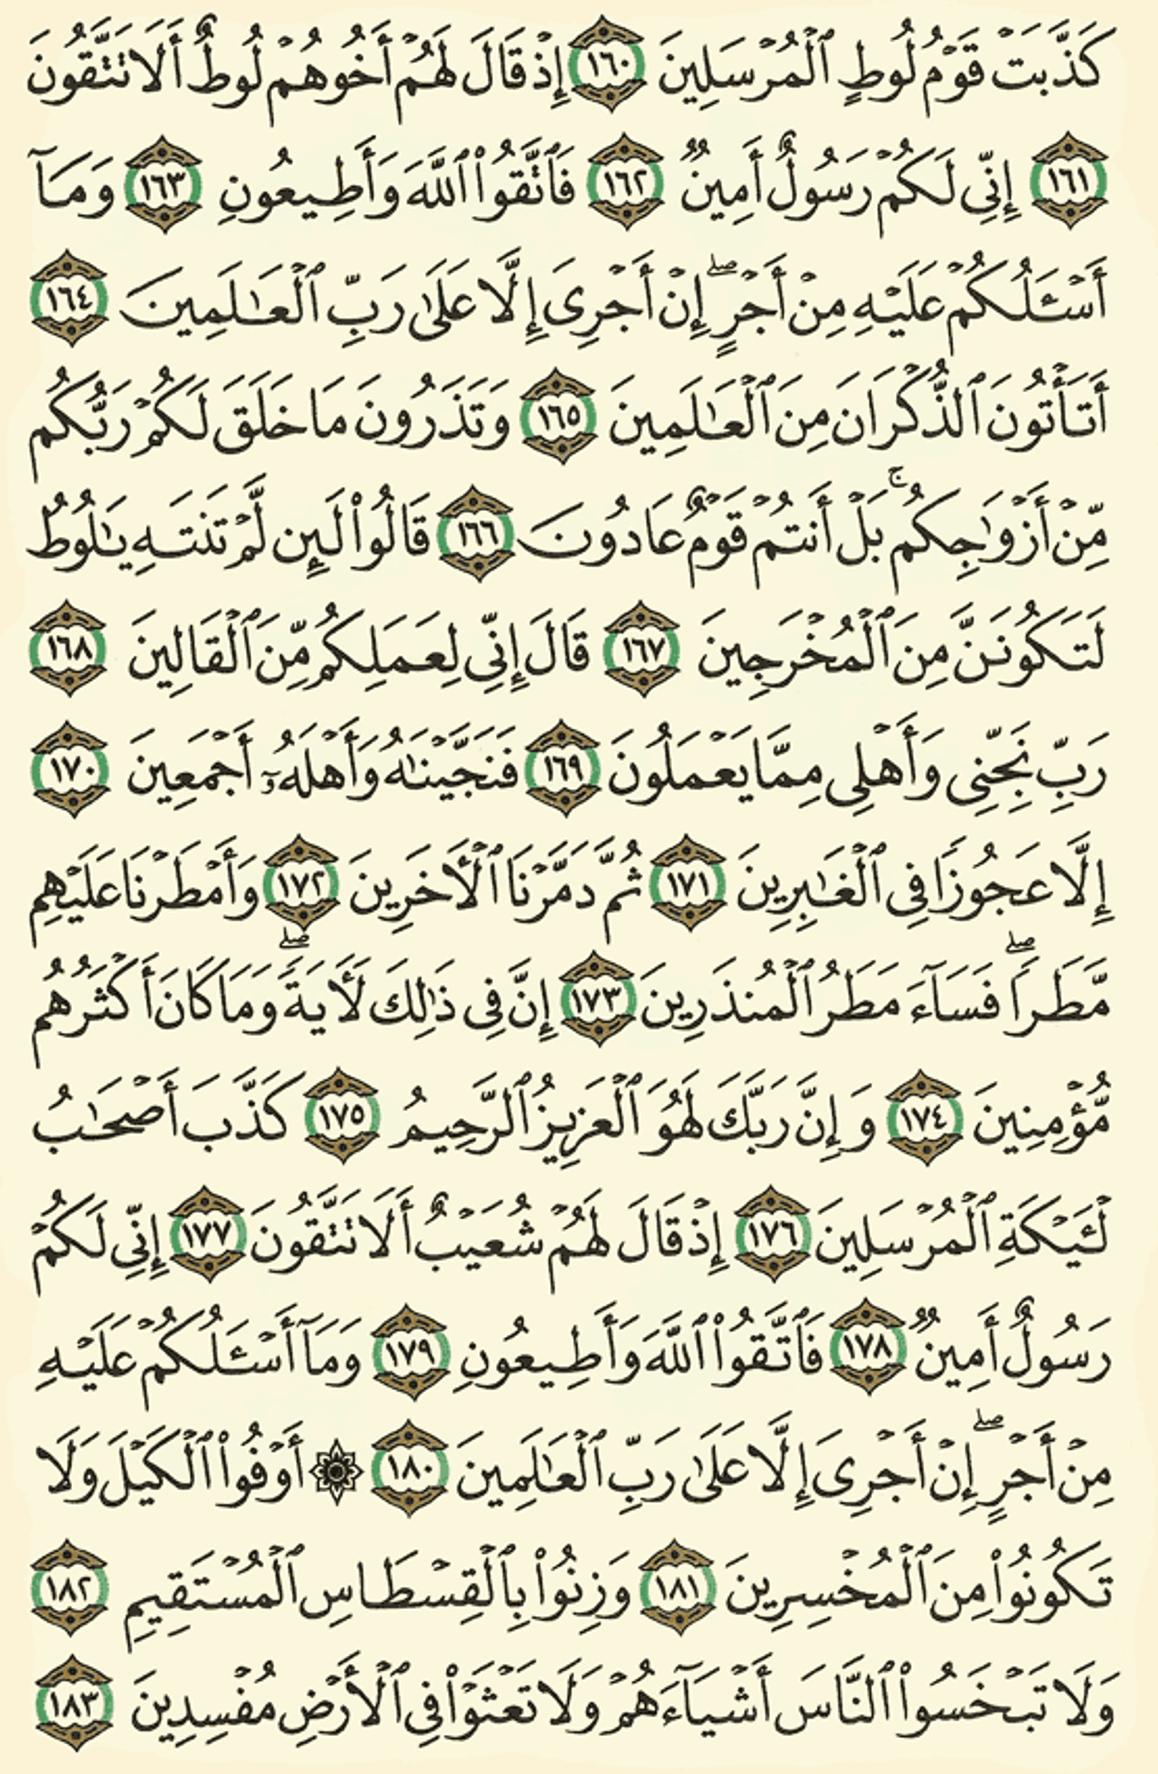 كَذَّبَتْ قَوْمُ لُوطٍ ٱلْمُرْسَلِينَ ١٦٠ إِذْ قَالَ لَهُمْ أَخُوهُمْ لُوطٌ أَلَا تَتَّقُونَ
١٦١ إِنِّى لَكُمْ رَسُولٌ أَمِينٌ ١٦٢ فَٱتَّقُوا۟ ٱللَّهَ وَأَطِيعُونِ ١٦٣ وَمَآ
أَسْـَٔلُكُمْ عَلَيْهِ مِنْ أَجْرٍ ۖ إِنْ أَجْرِىَ إِلَّا عَلَىٰ رَبِّ ٱلْعَـٰلَمِينَ ١٦٤
أَتَأْتُونَ ٱلذُّكْرَانَ مِنَ ٱلْعَـٰلَمِينَ ١٦٥ وَتَذَرُونَ مَا خَلَقَ لَكُمْ رَبُّكُم
مِّنْ أَزْوَٰجِكُم ۚ بَلْ أَنتُمْ قَوْمٌ عَادُونَ ١٦٦ قَالُوا۟ لَئِن لَّمْ تَنتَهِ يَـٰلُوطُ
لَتَكُونَنَّ مِنَ ٱلْمُخْرَجِينَ ١٦٧ قَالَ إِنِّى لِعَمَلِكُم مِّنَ ٱلْقَالِينَ ١٦٨
رَبِّ نَجِّنِى وَأَهْلِى مِمَّا يَعْمَلُونَ ١٦٩ فَنَجَّيْنَـٰهُ وَأَهْلَهُۥٓ أَجْمَعِينَ ١٧٠
إِلَّا عَجُوزًا فِى ٱلْغَـٰبِرِينَ ١٧١ ثُمَّ دَمَّرْنَا ٱلْـَٔاخَرِينَ ١٧٢ وَأَمْطَرْنَا عَلَيْهِم
مَّطَرًا ۖ فَسَآءَ مَطَرُ ٱلْمُنذَرِينَ ١٧٣ إِنَّ فِى ذَٰلِكَ لَـَٔايَةً ۖ وَمَا كَانَ أَكْثَرُهُم
مُّؤْمِنِينَ ١٧٤ وَإِنَّ رَبَّكَ لَهُوَ ٱلْعَزِيزُ ٱلرَّحِيمُ ١٧٥ كَذَّبَ أَصْحَـٰبُ
لْـَٔيْكَةِ ٱلْمُرْسَلِينَ ١٧٦ إِذْ قَالَ لَهُمْ شُعَيْبٌ أَلَا تَتَّقُونَ ١٧٧ إِنِّى لَكُمْ
رَسُولٌ أَمِينٌ ١٧٨ فَٱتَّقُوا۟ ٱللَّهَ وَأَطِيعُونِ ١٧٩ وَمَآ أَسْـَٔلُكُمْ عَلَيْهِ
مِنْ أَجْرٍ ۖ إِنْ أَجْرِىَ إِلَّا عَلَىٰ رَبِّ ٱلْعَـٰلَمِينَ ١٨٠ ۞ أَوْفُوا۟ ٱلْكَيْلَ وَلَا
تَكُونُوا۟ مِنَ ٱلْمُخْسِرِينَ ١٨١ وَزِنُوا۟ بِٱلْقِسْطَاسِ ٱلْمُسْتَقِيمِ ١٨٢
وَلَا تَبْخَسُوا۟ ٱلنَّاسَ أَشْيَآءَهُمْ وَلَا تَعْثَوْا۟ فِى ٱلْأَرْضِ مُفْسِدِينَ ١٨٣